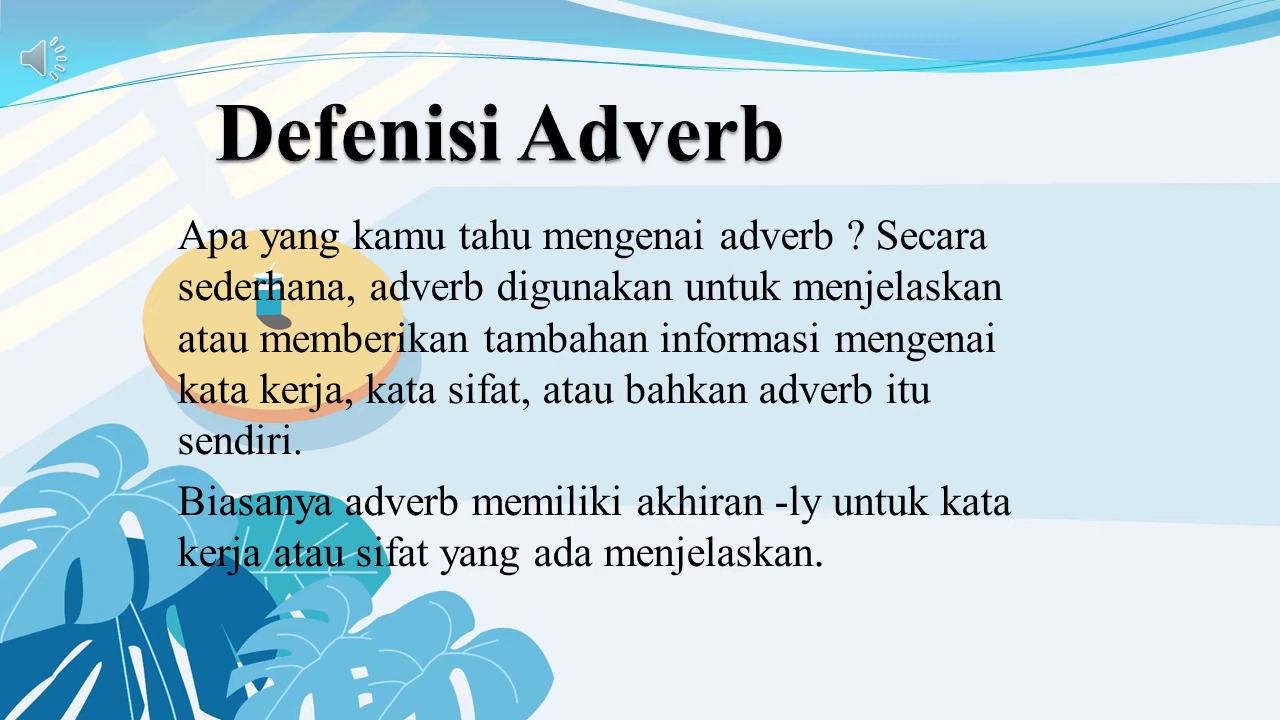 Defenisi Adverb
Apa yang kamu tahu mengenai adverb ? Secara
sederhana, adverb digunakan untuk menjelaskan
atau memberikan tambahan informasi mengenai
kata kerja, kata sifat, atau bahkan adverb itu
sendiri.
Biasanya adverb memiliki akhiran -ly untuk kata
kerja atau sifat yang ada menjelaskan.